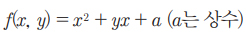 f(x, y) = x² + yx + a (a는 상수)